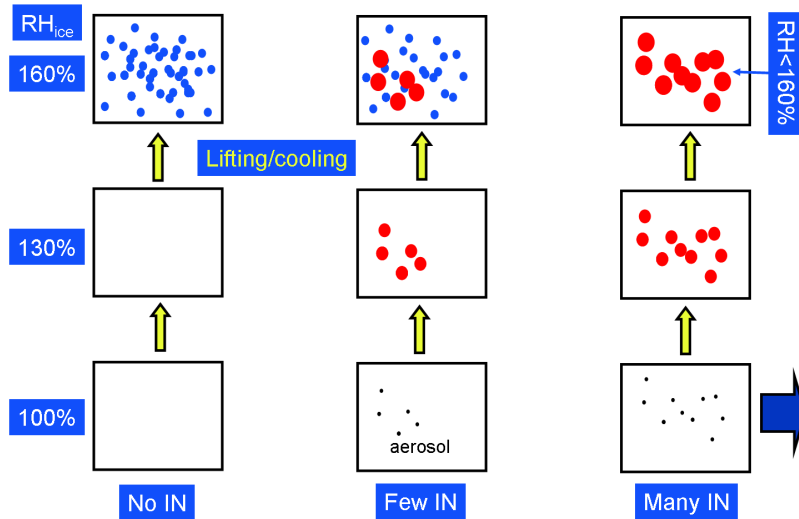 RHice
160%
RH<160%
Lifting/cooling
130%
100%
aerosol
No IN
Few IN
Many IN